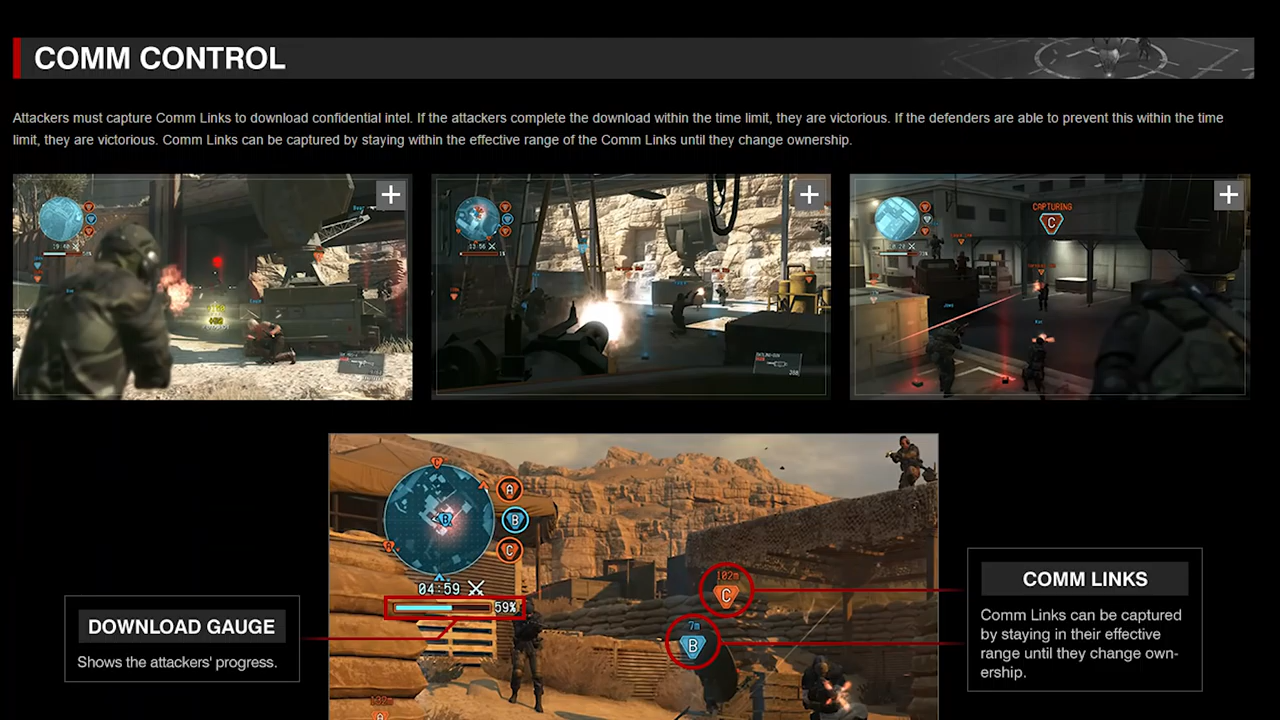 COMM CONTROL
Attackers must capture Comm Links to download confidential intel. If the attackers complete the download within the time limit, they are victorious. If the defenders are able to prevent this within the time
limit, they are victorious. Comm Links can be captured by staying within the effective range of the Comm Links until they change ownership.
CAPTURING
C
C
A
B
B
C
04:59
59%
102m
C
7m
B
DOWNLOAD GAUGE
Shows the attackers' progress.
COMM LINKS
Comm Links can be captured
by staying in their effective
range until they change own-
ership.